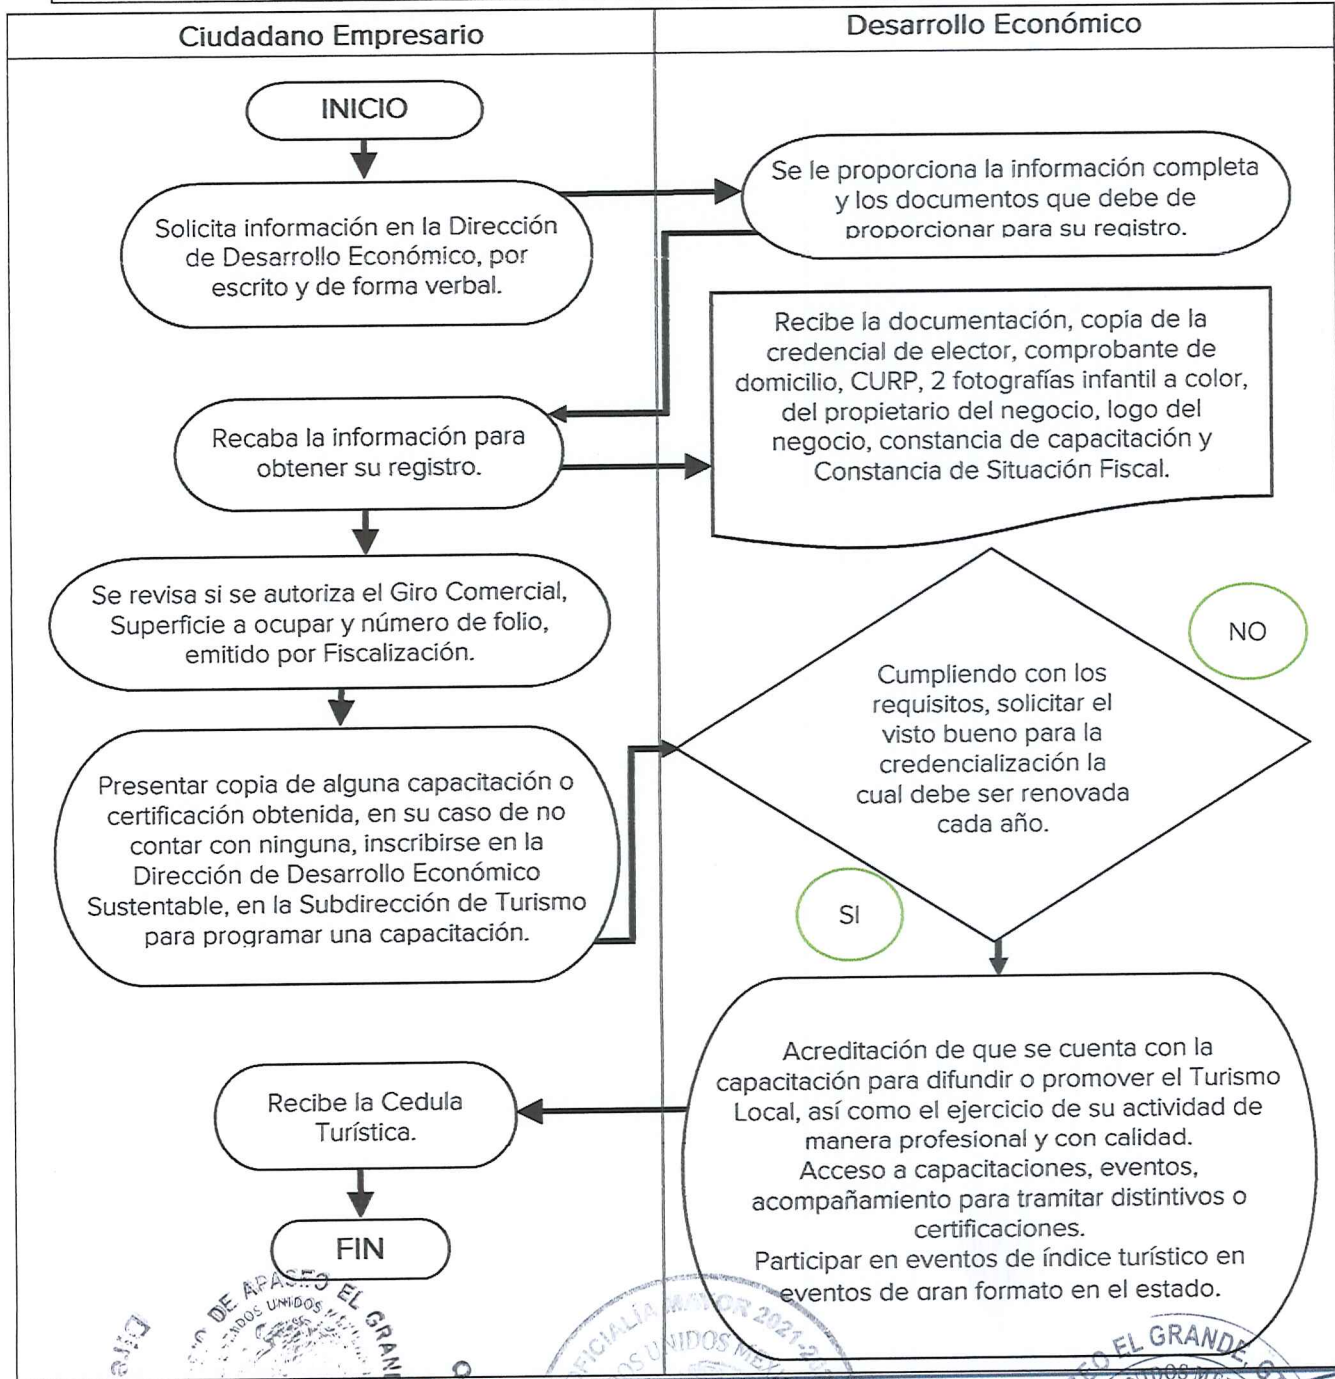 Ciudadano Empresario
Desarrollo Económico
INICIO
Solicita información en la Dirección
de Desarrollo Económico, por
escrito y de forma verbal.
Se le proporciona la información completa
y los documentos que debe de
proporcionar para su registro.
Recaba la información para
obtener su registro.
Recibe la documentación, copia de la
credencial de elector, comprobante de
domicilio, CURP, 2 fotografías infantil a color,
del propietario del negocio, logo del
negocio, constancia de capacitación y
Constancia de Situación Fiscal.
Se revisa si se autoriza el Giro Comercial,
Superficie a ocupar y número de folio,
emitido por Fiscalización.
Presentar copia de alguna capacitación o
certificación obtenida, en su caso de no
contar con ninguna, inscribirse en la
Dirección de Desarrollo Económico
Sustentable, en la Subdirección de Turismo
para programar una capacitación.
Cumpliendo con los
requisitos, solicitar el
visto bueno para la
credencialización la
cual debe ser renovada
cada año.
NO
SI
Acreditación de que se cuenta con la
capacitación para difundir o promover el Turismo
Local, así como el ejercicio de su actividad de
manera profesional y con calidad.
Acceso a capacitaciones, eventos,
acompañamiento para tramitar distintivos o
certificaciones.
Participar en eventos de índice turístico en
eventos de gran formato en el estado.
Recibe la Cedula
Turística.
FIN
DE APASEO EL GRAN
UNIDOS
OFICIALÍA MAYOR 2021-
UNIDOS MEX
EL GRANDE,